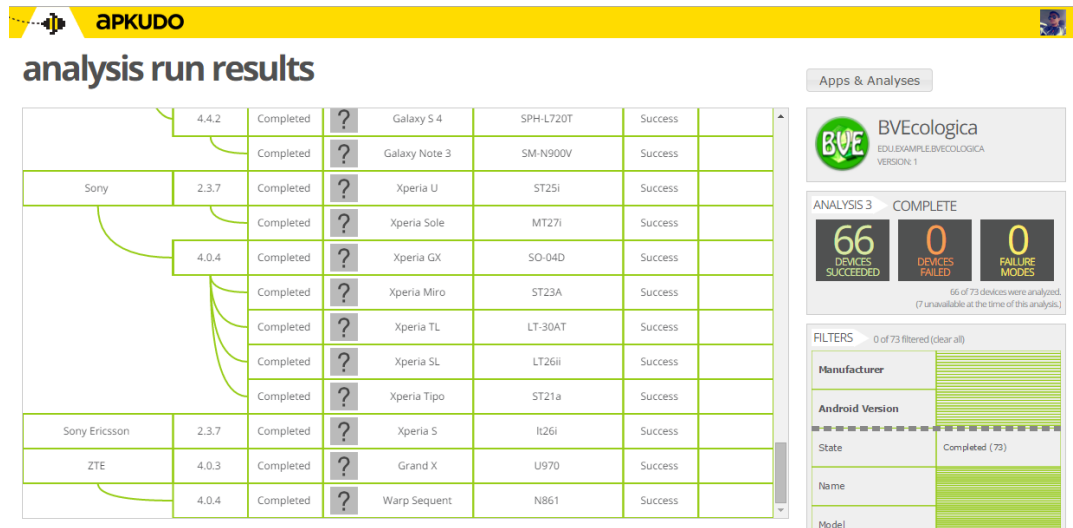 aPKUDO
analysis run results
Apps & Analyses
4.4.2 Completed ? Galaxy S 4 SPH-L720T Success
Completed ? Galaxy Note 3 SM-N900V Success
Sony 2.3.7 Completed ? Xperia U ST25i Success
Completed ? Xperia Sole MT27i Success
4.0.4 Completed ? Xperia GX SO-04D Success
Completed ? Xperia Miro ST23A Success
Completed ? Xperia TL LT-30AT Success
Completed ? Xperia SL LT26ii Success
Completed ? Xperia Tipo ST21a Success
Sony Ericsson 2.3.7 Completed ? Xperia S lt26i Success
ZTE 4.0.3 Completed ? Grand X U970 Success
4.0.4 Completed ? Warp Sequent N861 Success
BVE
BVEcologica
EDU.EXAMPLE.BVECOLOGICA
VERSION: 1
ANALYSIS 3 COMPLETE
66 0 0
DEVICES DEVICES FAILURE
SUCCEEDED FAILED MODES
66 of 73 devices were analyzed.
(7 unavailable at the time of this analysis.)
FILTERS 0 of 73 filtered (clear all)
Manufacturer
Android Version
State Completed (73)
Name
Model